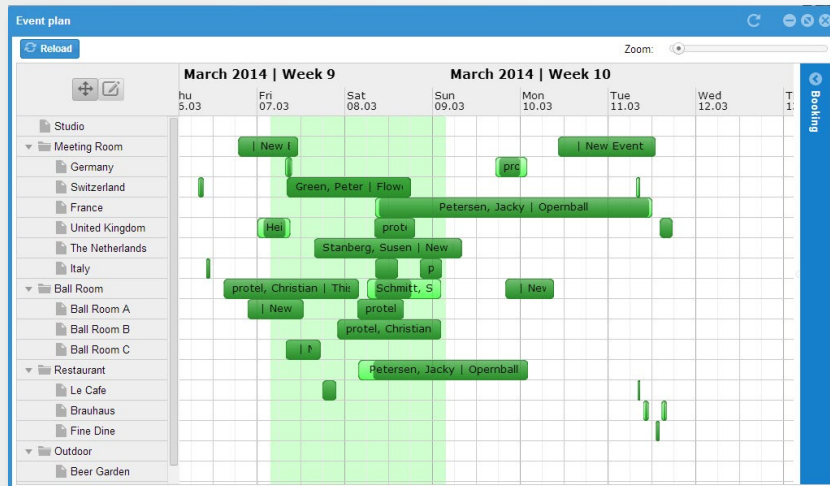 Event plan
Reload
Zoom:
March 2014 | Week 9
March 2014 | Week 10
hu
6.03
Fri
07.03
Sat
08.03
Sun
09.03
Mon
10.03
Tue
11.03
Wed
12.03
Booking
Studio
Meeting Room
| New
| New Event
Germany
pro
Switzerland
Green, Peter | Flow
France
Petersen, Jacky | Opernball
United Kingdom
Hei
prot
The Netherlands
Stanberg, Susen | New
Italy
p
Ball Room
protel, Christian | This
Schmitt, S
| Nev
Ball Room A
| New
protel
Ball Room B
protel, Christian
Ball Room C
Restaurant
Petersen, Jacky | Opernball
Le Cafe
Brauhaus
Fine Dine
Outdoor
Beer Garden